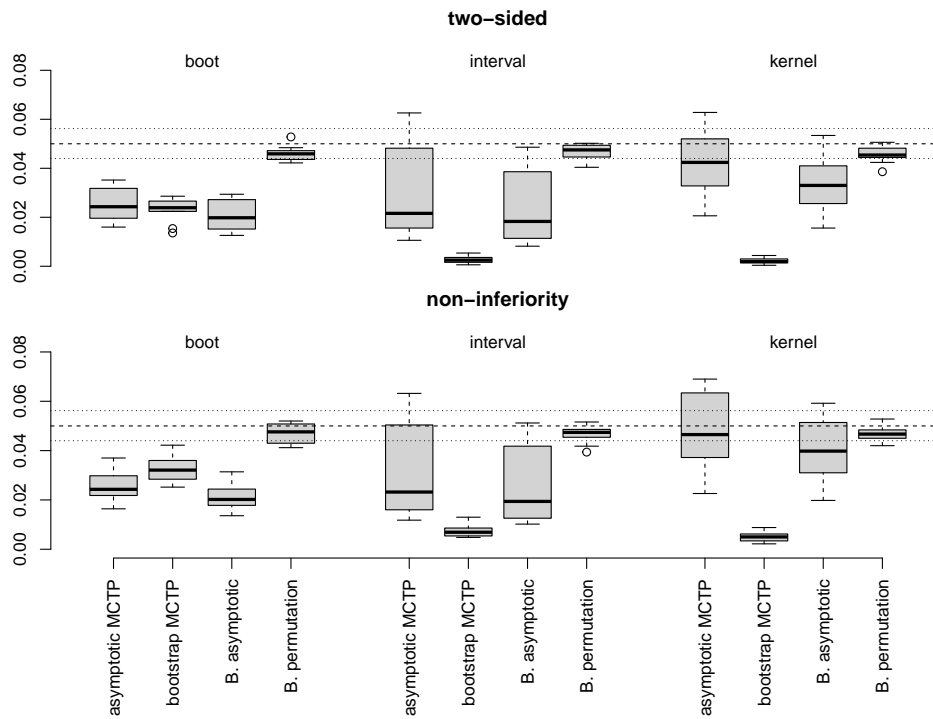 two−sided
boot interval kernel
0.00 0.02 0.04 0.06 0.08
non−inferiority
boot interval kernel
0.00 0.02 0.04 0.06 0.08
asymptotic MCTP
bootstrap MCTP
B. asymptotic
B. permutation
asymptotic MCTP
bootstrap MCTP
B. asymptotic
B. permutation
asymptotic MCTP
bootstrap MCTP
B. asymptotic
B. permutation